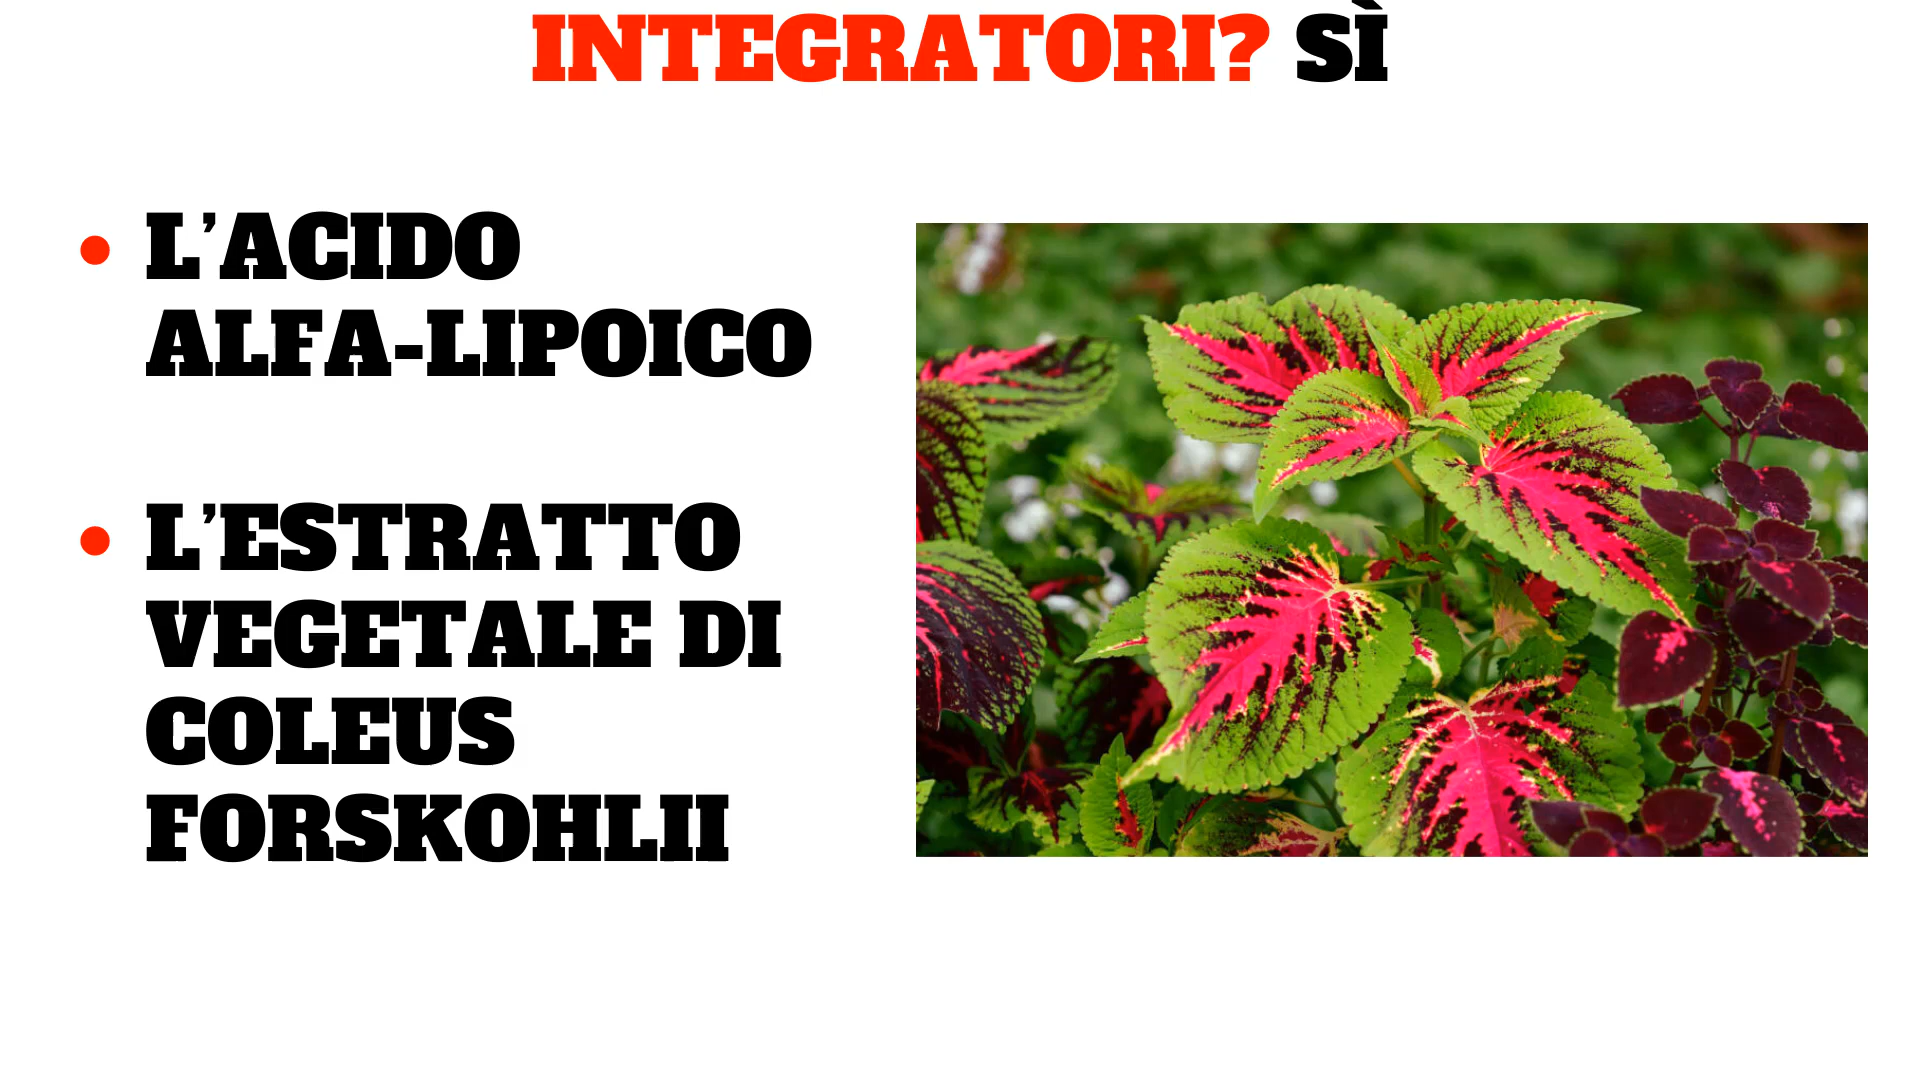 INTEGRATORI? SÌ
L’ACIDO
ALFA-LIPOICO
L’ESTRATTO
VEGETALE DI
COLEUS
FORSKOHLII